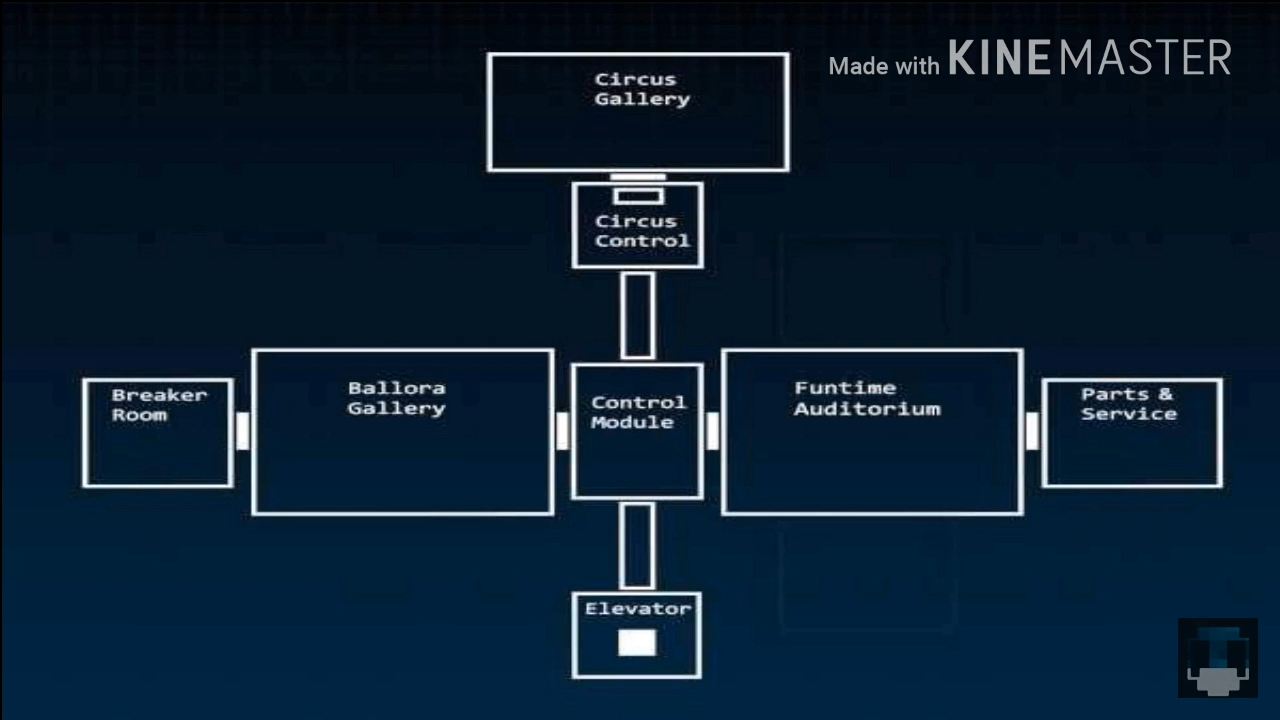 Made with KINEMASTER
Circus
Gallery
Circus
Control
Breaker
Room
Ballora
Gallery
Control
Module
Funtime
Auditorium
Parts &
Service
Elevator